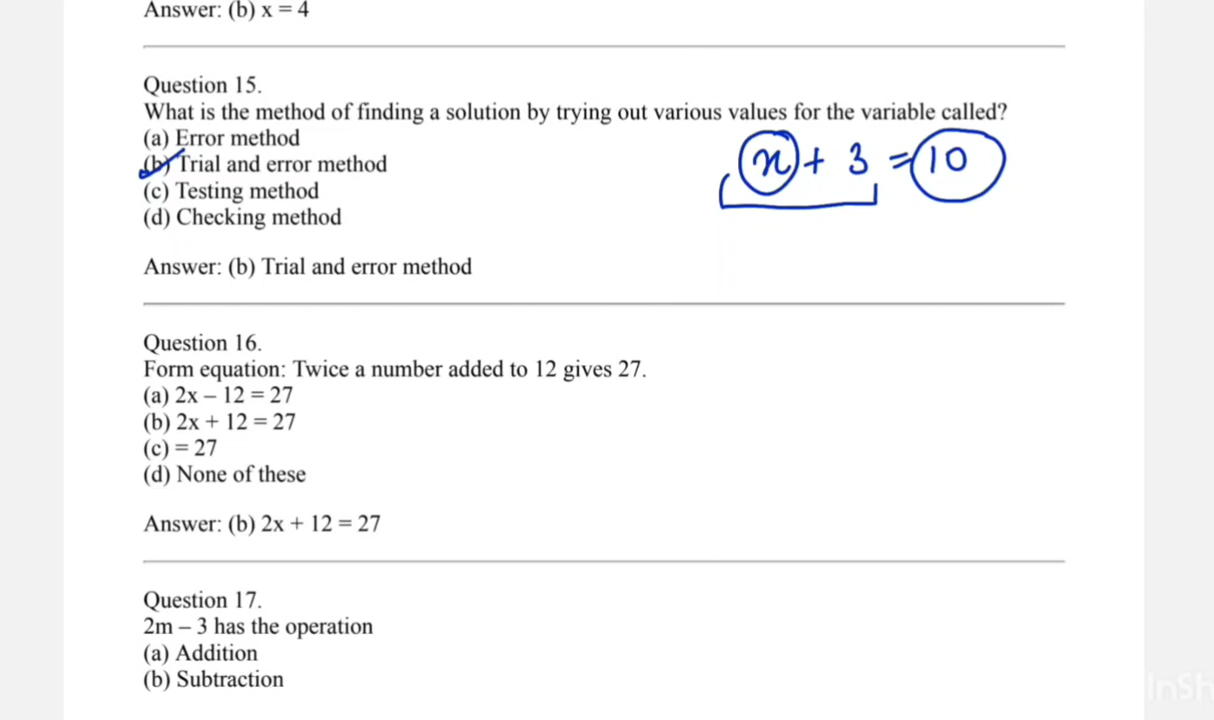 Answer: (b) x = 4
Question 15.
What is the method of finding a solution by trying out various values for the variable called?
(a) Error method
(b) Trial and error method
(c) Testing method
(d) Checking method
x + 3 = 10
Answer: (b) Trial and error method
Question 16.
Form equation: Twice a number added to 12 gives 27.
(a) 2x – 12 = 27
(b) 2x + 12 = 27
(c) = 27
(d) None of these
Answer: (b) 2x + 12 = 27
Question 17.
2m – 3 has the operation
(a) Addition
(b) Subtraction
InSh